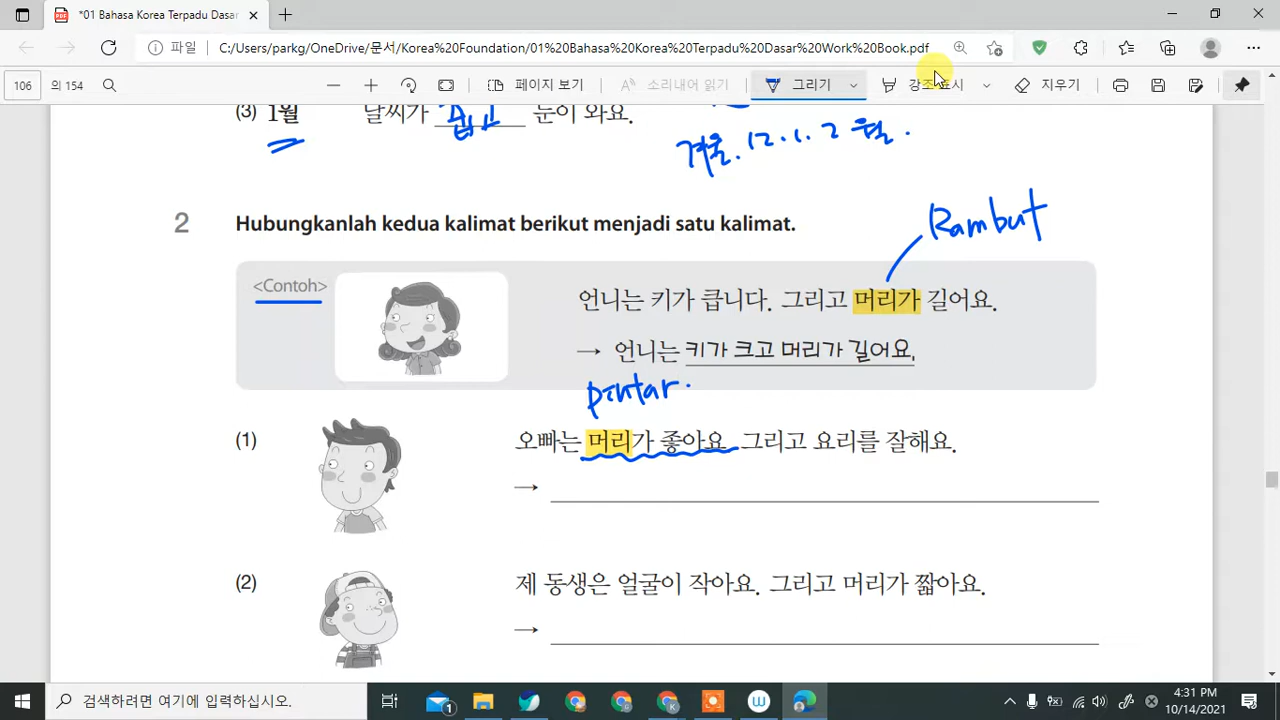 *01 Bahasa Korea Terpadu Dasar
파일 C:/Users/parkg/OneDrive/문서/Korea%20Foundation/01%20Bahasa%20Korea%20Terpadu%20Dasar%20Work%20Book.pdf
106 의 154 페이지 보기 소리내어 읽기 그리기 강조 표시 지우기
(3) 1월 날씨가 춥고 눈이 와요.
겨울. 12. 1. 2 월.
2 Hubungkanlah kedua kalimat berikut menjadi satu kalimat.
Rambut
<Contoh>
언니는 키가 큽니다. 그리고 머리가 길어요.
→ 언니는 키가 크고 머리가 길어요.
pintar.
(1) 오빠는 머리가 좋아요 그리고 요리를 잘해요.
→
(2) 제 동생은 얼굴이 작아요. 그리고 머리가 짧아요.
→
검색하려면 여기에 입력하십시오.
1
W
4:31 PM
10/14/2021